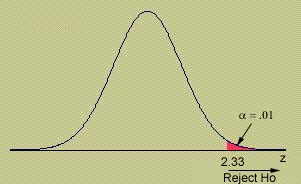 α = .01
2.33
z
Reject Ho